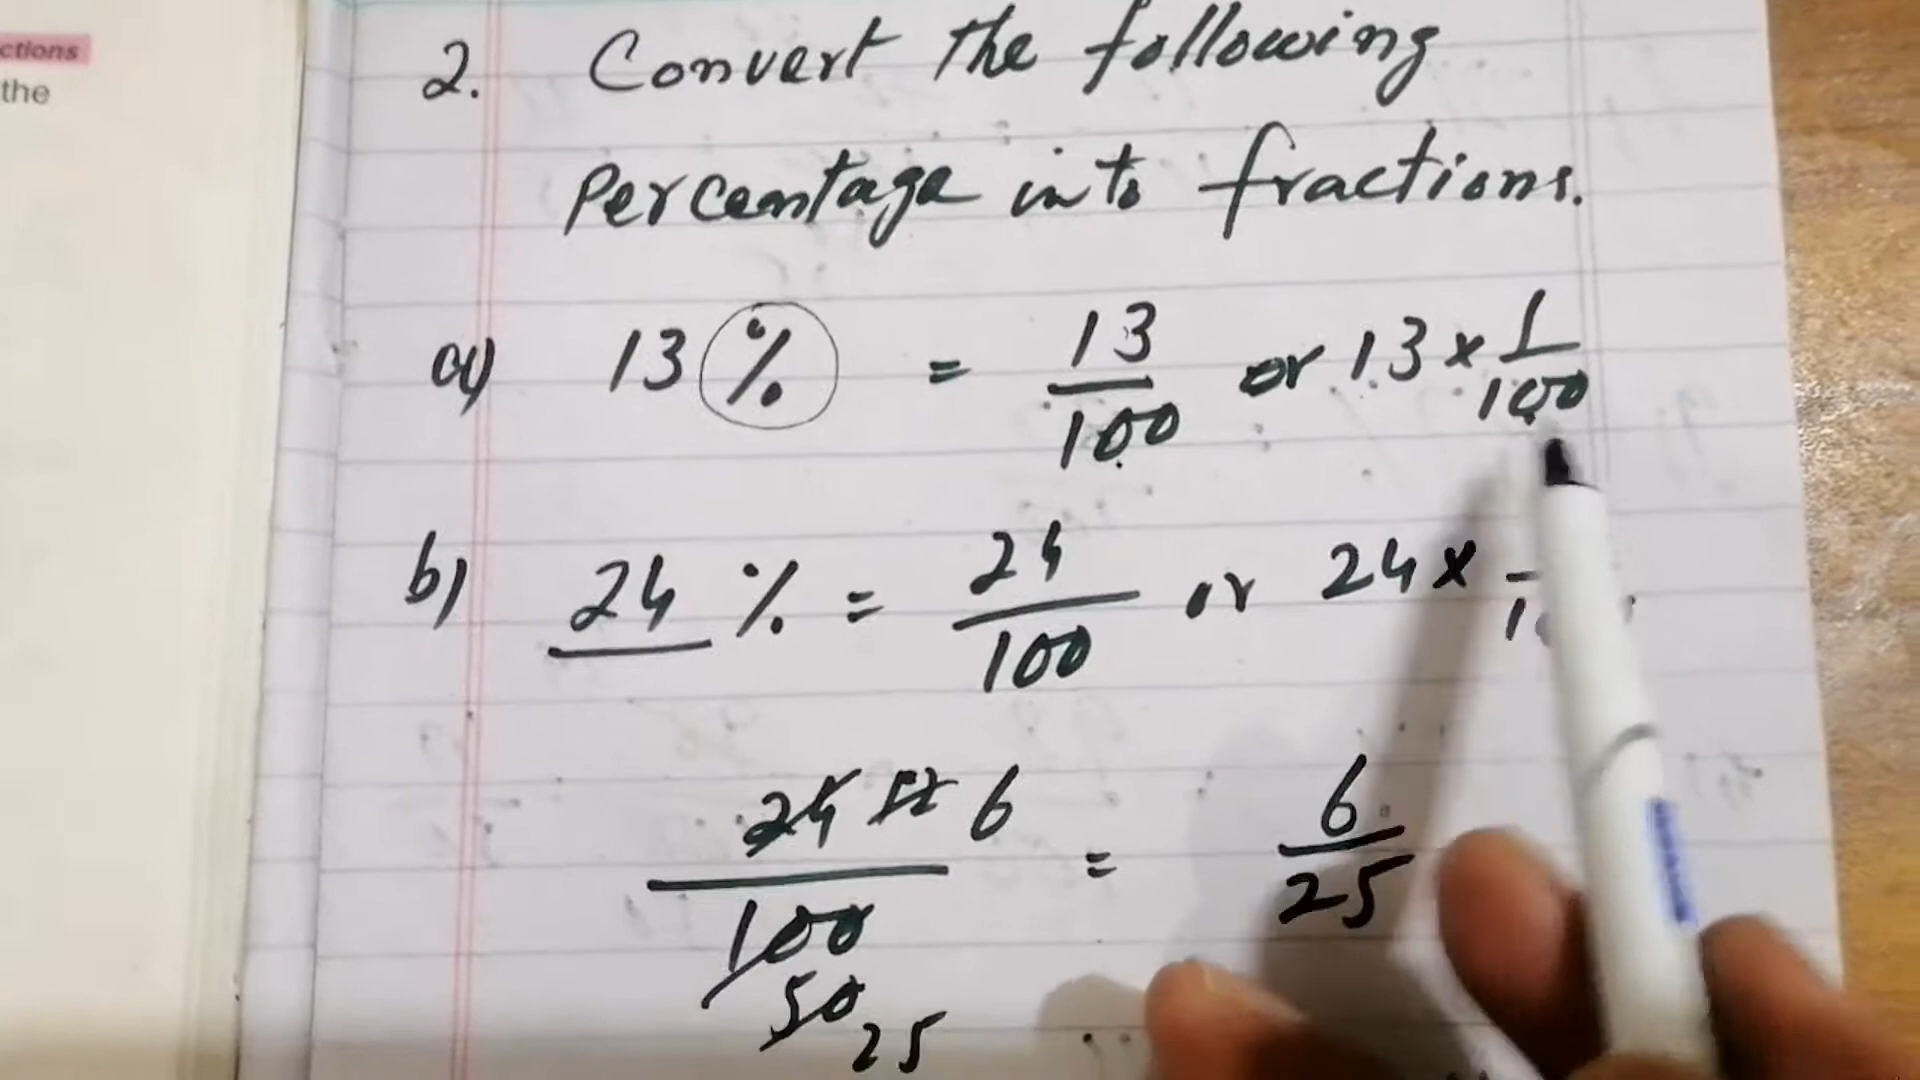 ctions
the
2. Convert the following
Percentage into fractions.
a) 13 % = 13/100 or 13 × 1/100
b) 24 % = 24/100 or 24 ×
24 12 6
100
50
25
= 6/25